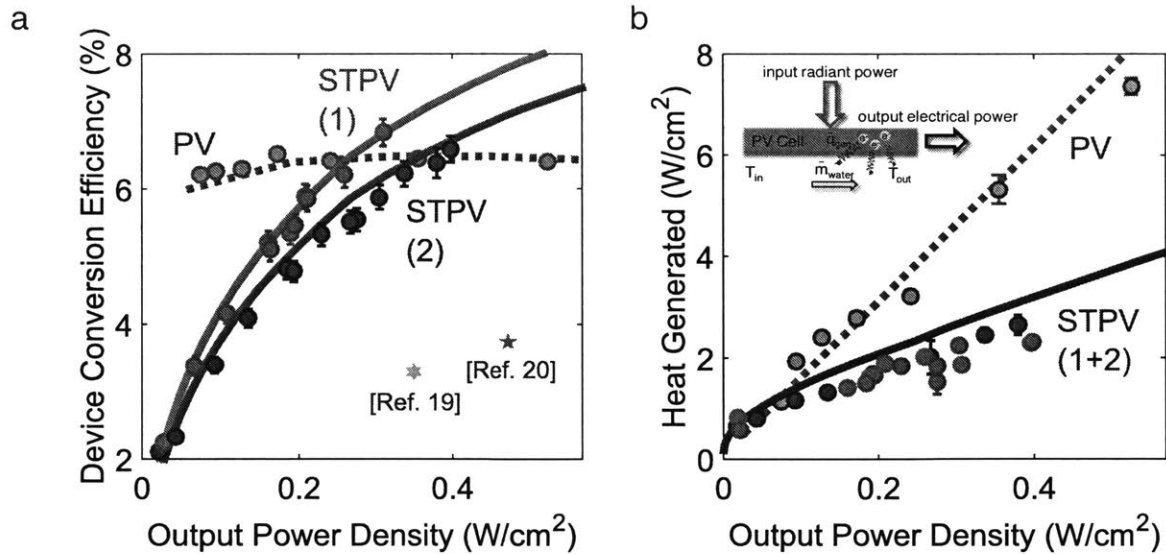 a
Device Conversion Efficiency (%)
8
6
4
2
0
0.2
0.4
Output Power Density (W/cm²)
PV
STPV
(1)
STPV
(2)
[Ref. 19]
[Ref. 20]
b
Heat Generated (W/cm²)
8
6
4
2
0
0
0.2
0.4
Output Power Density (W/cm²)
input radiant power
output electrical power
PV Cell
T_in
m̄_water
T̄_out
PV
STPV
(1+2)